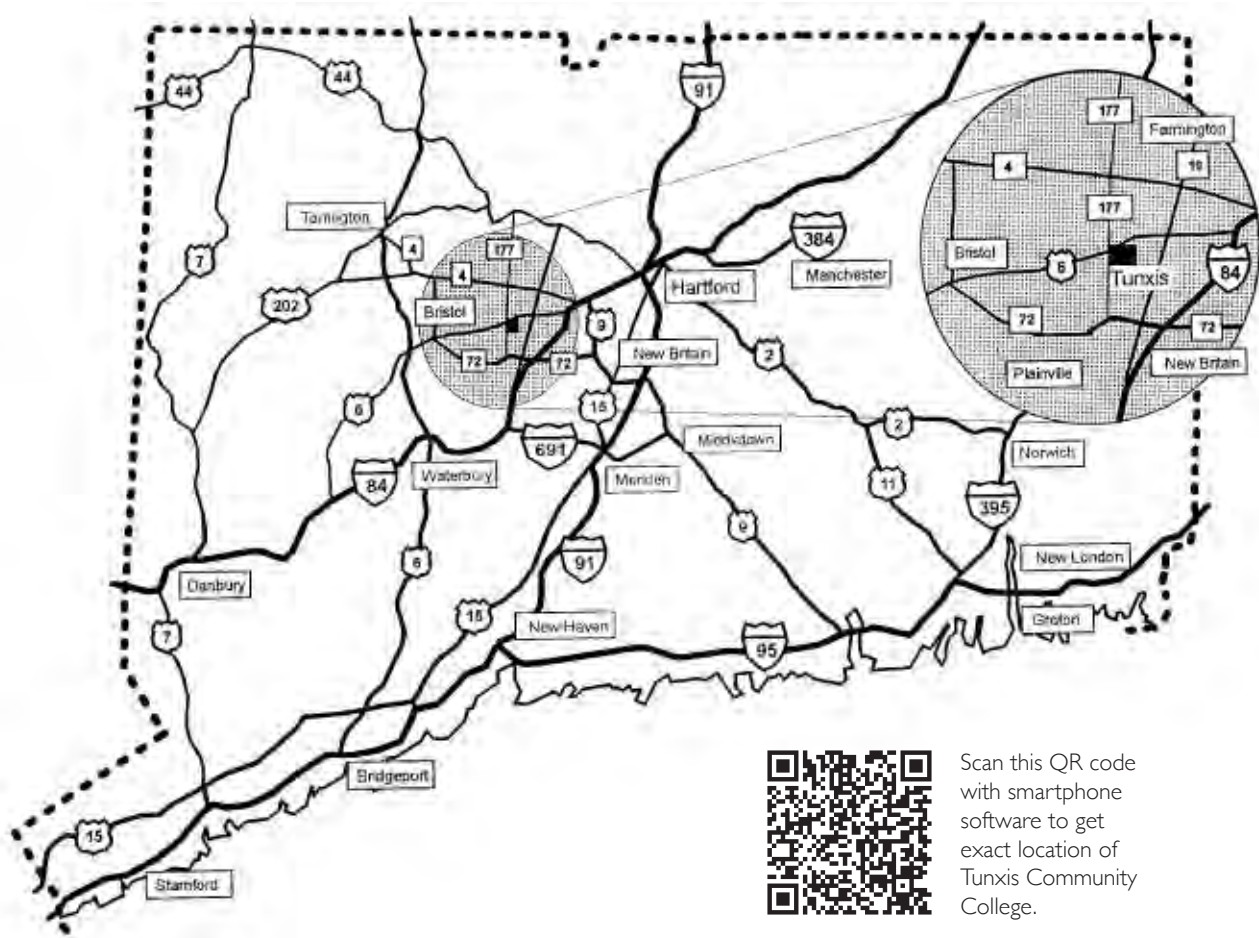 44
44
91
177
Farmington
4
10
177
Torrington
384
4
177
Bristol
6
84
7
4
Manchester
Tunxis
202
Hartford
Bristol
9
72
72
New Britain
72
72
2
Plainville
New Britain
6
15
2
691
Middletown
Norwich
84
Waterbury
Meriden
11
395
9
6
91
New London
Danbury
15
New Haven
Groton
7
95
Bridgeport
15
Stamford
Scan this QR code
with smartphone
software to get
exact location of
Tunxis Community
College.